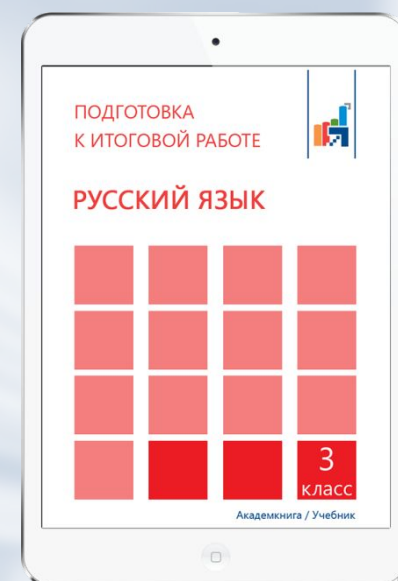 ПОДГОТОВКА
К ИТОГОВОЙ РАБОТЕ
РУССКИЙ ЯЗЫК
3
класс
Академкнига / Учебник